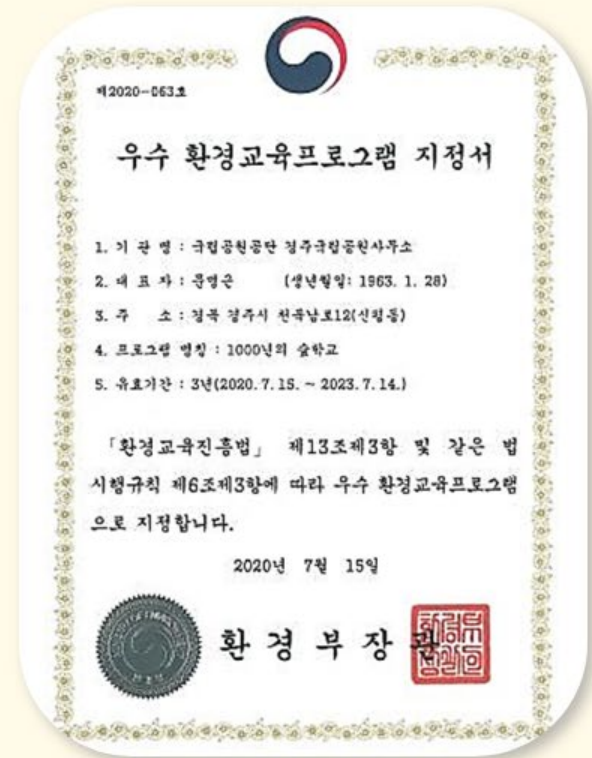 제2020-063호
우수 환경교육프로그램 지정서
1. 기 관 명 : 국립공원공단 경주국립공원사무소
2. 대 표 자 : 문명근 (생년월일: 1963. 1. 28)
3. 주 소 : 경북 경주시 천북남로12(신평동)
4. 프로그램 명칭 : 1000년의 숲학교
5. 유효기간 : 3년(2020. 7. 15. ~ 2023. 7. 14.)
「환경교육진흥법」 제13조제3항 및 같은 법
시행규칙 제6조제3항에 따라 우수 환경교육프로그램
으로 지정합니다.
2020년 7월 15일
환경부장관